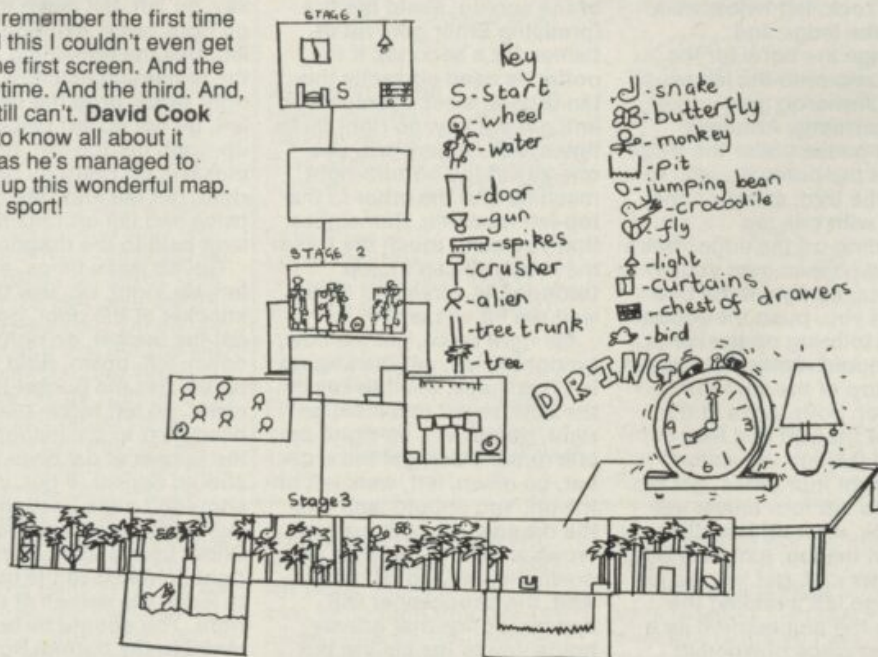 remember the first time
this I couldn't even get
first screen. And the
time. And the third. And,
till can't. David Cook
o know all about it
as he's managed to
up this wonderful map.
sport!
STAGE 1
S
STAGE 2
Stage 3
Key
S - Start
- wheel
- water
- door
- gun
- spikes
- crusher
- alien
- tree trunk
- tree
- snake
- butterfly
- monkey
- pit
- jumping bean
- crocodile
- fly
- light
- curtains
- chest of drawers
- bird
DRING
12
9 3
6